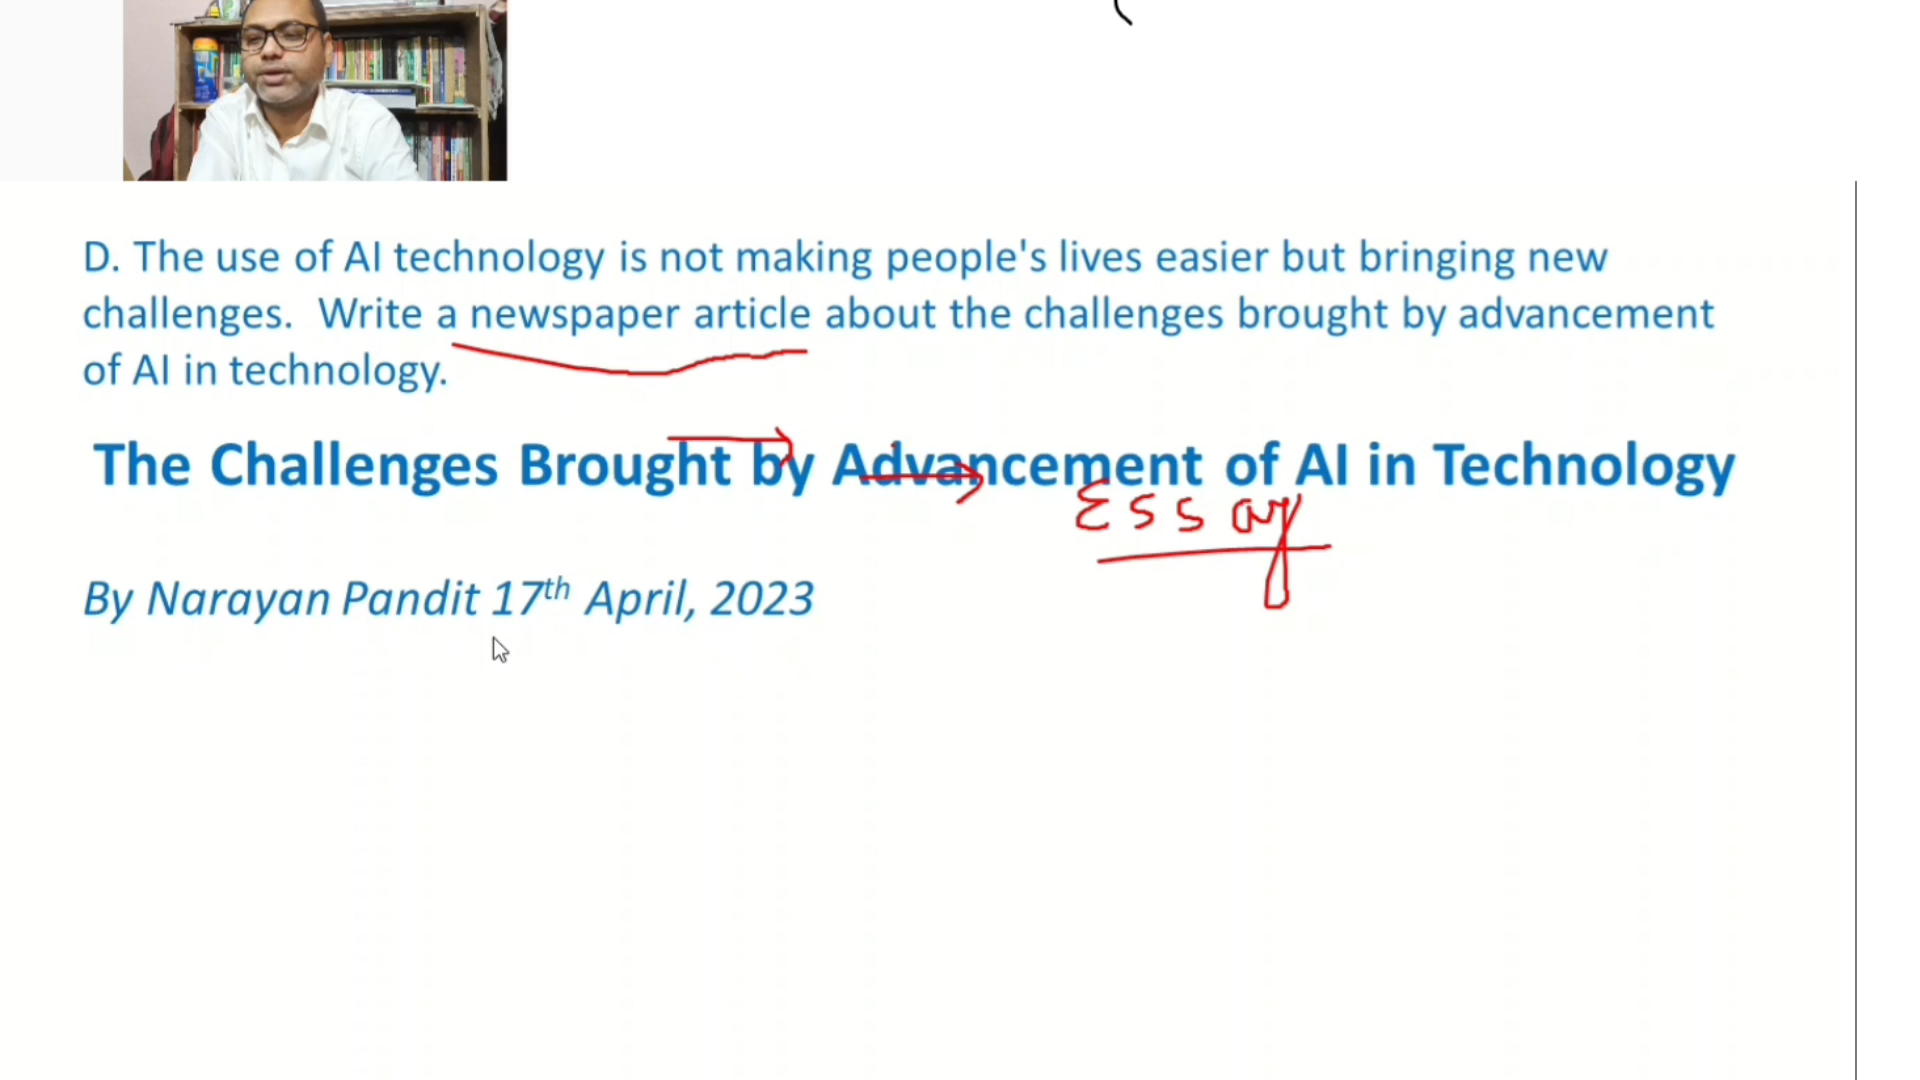 D. The use of AI technology is not making people's lives easier but bringing new
challenges. Write a newspaper article about the challenges brought by advancement
of AI in technology.
The Challenges Brought by Advancement of AI in Technology
Essay
By Narayan Pandit 17th April, 2023